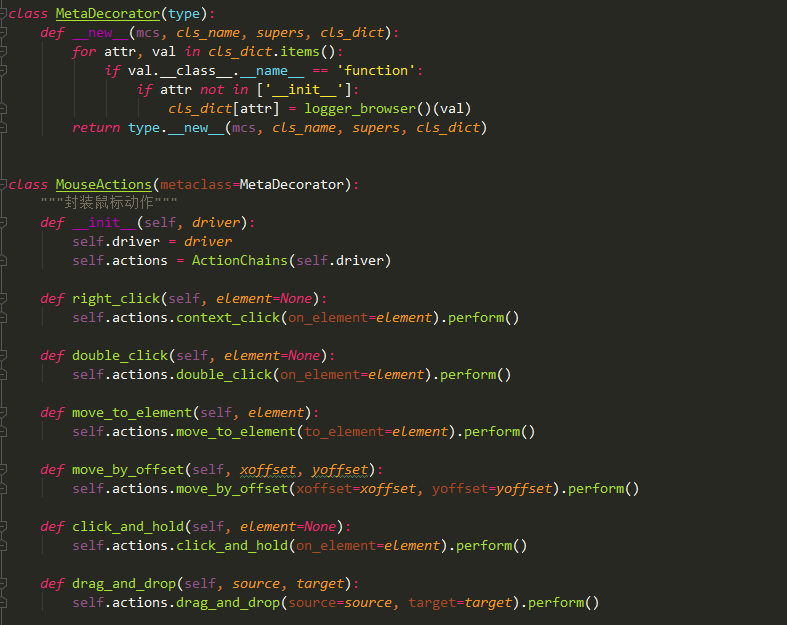 class MetaDecorator(type):
    def __new__(mcs, cls_name, supers, cls_dict):
        for attr, val in cls_dict.items():
            if val.__class__.__name__ == 'function':
                if attr not in ['__init__']:
                    cls_dict[attr] = logger_browser()(val)
        return type.__new__(mcs, cls_name, supers, cls_dict)
class MouseActions(metaclass=MetaDecorator):
    """封装鼠标动作"""
    def __init__(self, driver):
        self.driver = driver
        self.actions = ActionChains(self.driver)
    def right_click(self, element=None):
        self.actions.context_click(on_element=element).perform()
    def double_click(self, element=None):
        self.actions.double_click(on_element=element).perform()
    def move_to_element(self, element):
        self.actions.move_to_element(to_element=element).perform()
    def move_by_offset(self, xoffset, yoffset):
        self.actions.move_by_offset(xoffset=xoffset, yoffset=yoffset).perform()
    def click_and_hold(self, element=None):
        self.actions.click_and_hold(on_element=element).perform()
    def drag_and_drop(self, source, target):
        self.actions.drag_and_drop(source=source, target=target).perform()